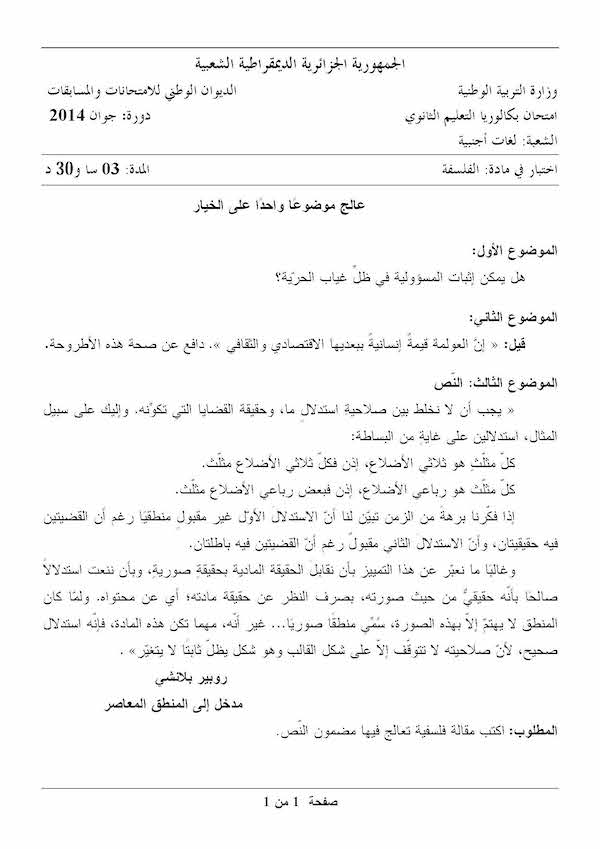 الجمهورية الجزائرية الديمقراطية الشعبية
وزارة التربية الوطنية الديوان الوطني للامتحانات والمسابقات
امتحان بكالوريا التعليم الثانوي دورة: جوان 2014
الشعبة: لغات أجنبية
اختبار في مادة: الفلسفة المدة: 03 سا و30 د
عالج موضوعًا واحدًا على الخيار
الموضوع الأول:
هل يمكن إثبات المسؤولية في ظلّ غياب الحرّية؟
الموضوع الثاني:
قيل: « إنّ العولمة قيمةٌ إنسانيةٌ ببعديها الاقتصادي والثقافي ». دافع عن صحة هذه الأطروحة.
الموضوع الثالث: النّص
« يجب أن لا نخلط بين صلاحيةِ استدلالٍ ما، وحقيقة القضايا التي تكوّنه. وإليك على سبيل
المثال، استدلالين على غايةٍ من البساطة:
كلّ مثلّثٍ هو ثلاثي الأضلاع، إذن فكلّ ثلاثي الأضلاع مثلّث.
كلّ مثلّث هو رباعي الأضلاع، إذن فبعض رباعي الأضلاع مثلّث.
إذا فكّرنا برهةً من الزمن تبيّن لنا أنّ الاستدلالَ الأوّل غير مقبولٍ منطقيًا رغم أن القضيتين
فيه حقيقيتان، وأنّ الاستدلال الثاني مقبولٌ رغم أنّ القضيتين فيه باطلتان.
وغالبًا ما نعبّر عن هذا التمييز بأن نقابل الحقيقة المادية بحقيقةٍ صوريةٍ، وبأن ننعت استدلالاً
صالحًا بأنّه حقيقيٌّ من حيث صورته، بصرف النظر عن حقيقة مادته؛ أي عن محتواه. ولمّا كان
المنطق لا يهتمّ إلاّ بهذه الصورة، سُمّي منطقًا صوريًا... غير أنّه، مهما تكن هذه المادة، فإنّه استدلال
صحيح، لأنّ صلاحيته لا تتوقّف إلاّ على شكل القالب وهو شكل يظلّ ثابتًا لا يتغيّر » .
روبير بلانشي
مدخل إلى المنطق المعاصر
المطلوب: اكتب مقالة فلسفية تعالج فيها مضمون النّص.
صفحة 1 من 1